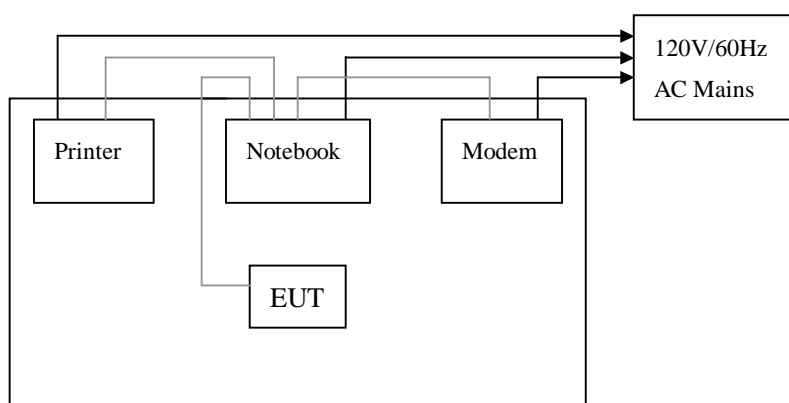 120V/60Hz
AC Mains
Printer
Notebook
Modem
EUT